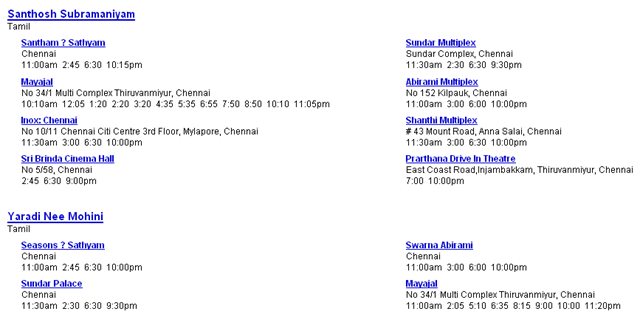 Santhosh Subramaniyam
Tamil
Santham ? Sathyam
Chennai
11:00am 2:45 6:30 10:15pm
Mayajal
No 34/1 Multi Complex Thiruvanmiyur, Chennai
10:10am 12:05 1:20 2:20 3:20 4:35 5:35 6:55 7:50 8:50 10:10 11:05pm
Inox: Chennai
No 10/11 Chennai Citi Centre 3rd Floor, Mylapore, Chennai
11:30am 3:00 6:30 10:00pm
Sri Brinda Cinema Hall
No 5/58, Chennai
2:45 6:30 9:00pm
Sundar Multiplex
Sundar Complex, Chennai
11:30am 2:30 6:30 9:30pm
Abirami Multiplex
No 152 Kilpauk, Chennai
11:00am 3:00 6:00 10:00pm
Shanthi Multiplex
# 43 Mount Road, Anna Salai, Chennai
11:30am 3:00 6:30 10:00pm
Prarthana Drive In Theatre
East Coast Road,Injambakkam, Thiruvanmiyur, Chennai
7:00 10:00pm
Yaradi Nee Mohini
Tamil
Seasons ? Sathyam
Chennai
11:00am 2:45 6:30 10:00pm
Sundar Palace
Chennai
11:30am 2:30 6:30 9:30pm
Swarna Abirami
Chennai
11:00am 3:00 6:00 10:00pm
Mayajal
No 34/1 Multi Complex Thiruvanmiyur, Chennai
11:00am 2:05 5:10 6:35 8:15 9:00 10:00 11:20pm